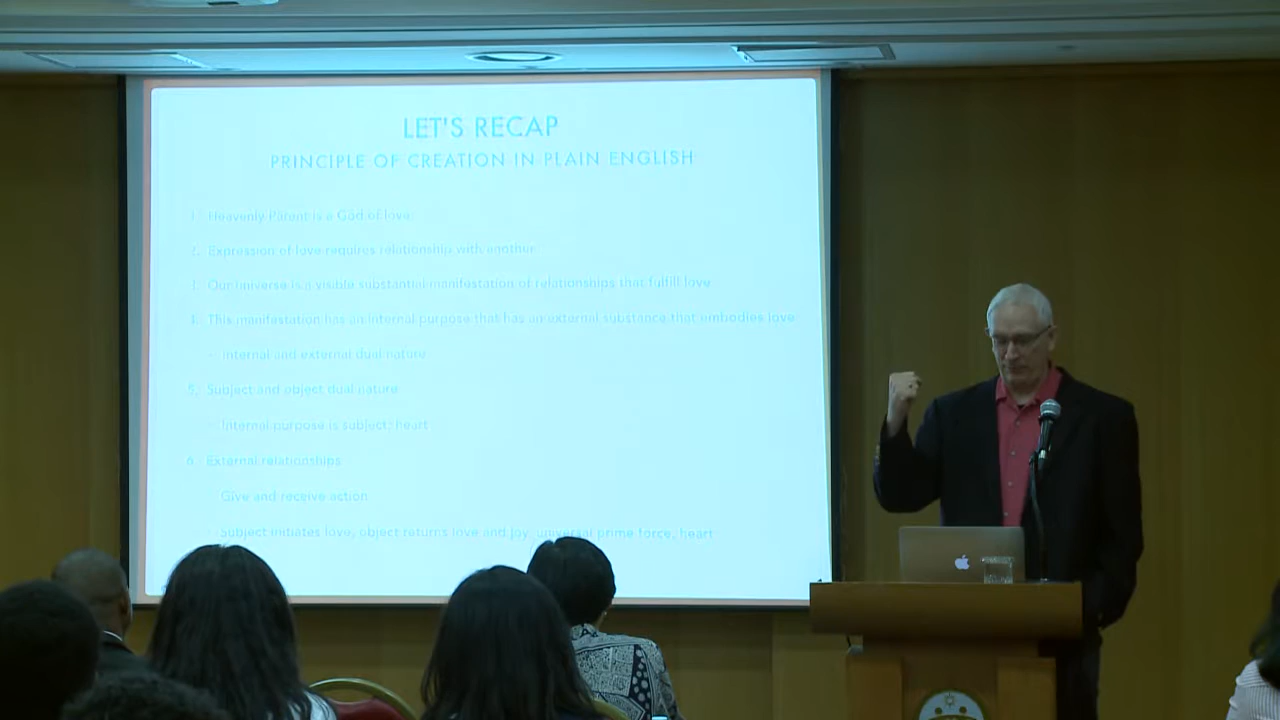 LET'S RECAP
PRINCIPLE OF CREATION IN PLAIN ENGLISH
1. Heavenly Parent is a God of love
2. Expression of love requires relationship with another
3. Our universe is a visible substantial manifestation of relationships that fulfill love
4. This manifestation has an internal purpose that has an external substance that embodies love
- Internal and external dual nature
5. Subject and object dual nature
- Internal purpose is subject; heart
6. External relationships
- Give and receive action
- Subject initiates love, object returns love and joy, universal prime force, heart